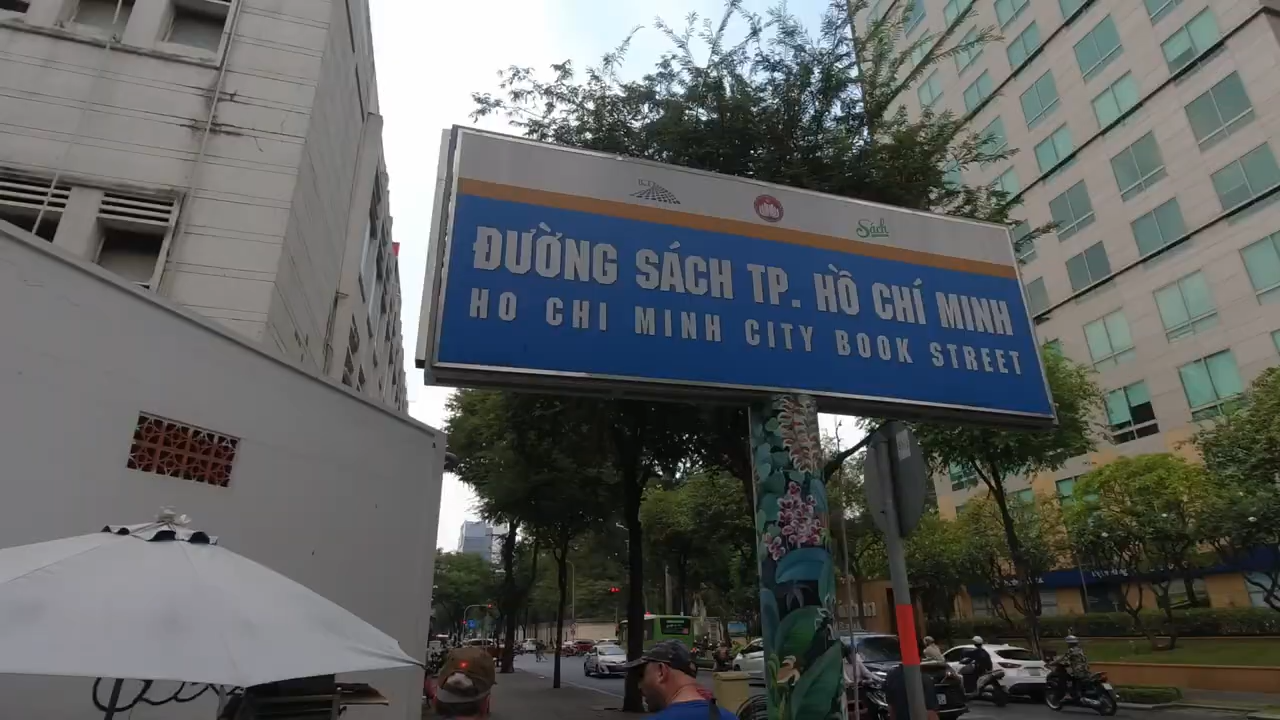 Sách
ĐƯỜNG SÁCH TP. HỒ CHÍ MINH
HO CHI MINH CITY BOOK STREET